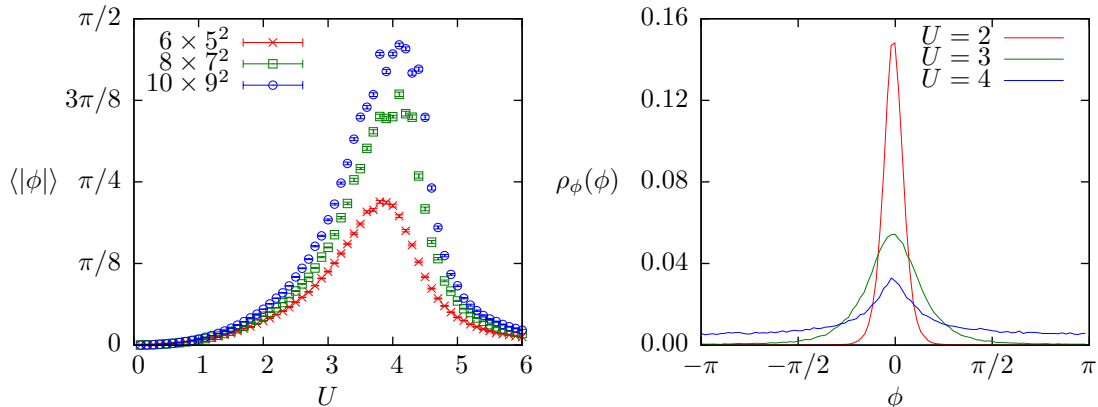 π/2
3π/8
⟨|φ|⟩ π/4
π/8
0
0 1 2 3 4 5 6
U
6 × 5²
8 × 7²
10 × 9²
0.16
0.12
ρφ(φ) 0.08
0.04
0.00
−π −π/2 0 π/2 π
φ
U = 2
U = 3
U = 4